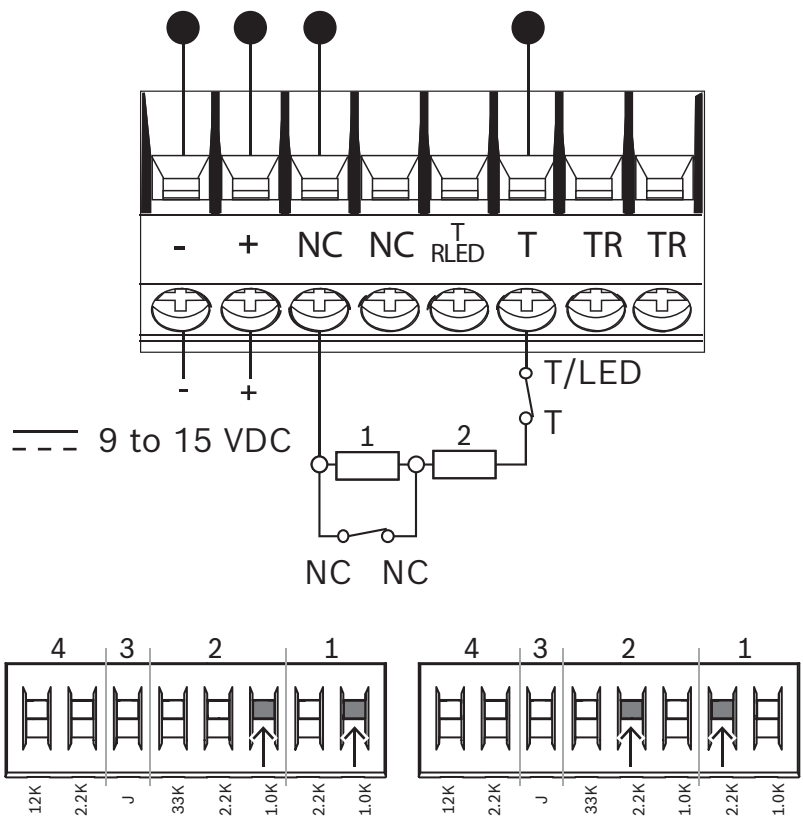 - + NC NC T RLED T TR TR
- +
T/LED
T
9 to 15 VDC
1 2
NC NC
4 3 2 1
12K 2.2K J 33K 2.2K 1.0K 2.2K 1.0K
4 3 2 1
12K 2.2K J 33K 2.2K 1.0K 2.2K 1.0K